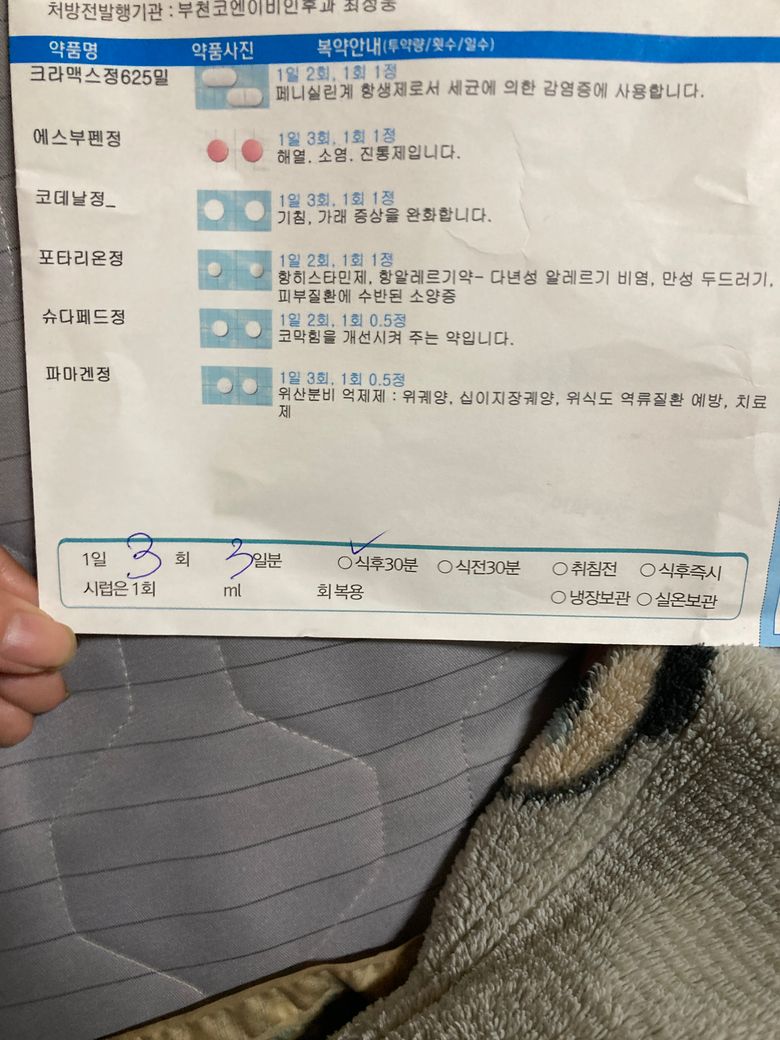 처방전발행기관 : 부천코엔이비인후과
약품명 약품사진 복약안내(투약량/횟수/일수)
크라맥스정625밀 1일 2회, 1회 1정
페니실린계 항생제로서 세균에 의한 감염증에 사용합니다.
에스부펜정 1일 3회, 1회 1정
해열, 소염, 진통제입니다.
코데날정_ 1일 3회, 1회 1정
기침, 가래 증상을 완화합니다.
포타리온정 1일 2회, 1회 1정
항히스타민제, 항알레르기약- 다년성 알레르기 비염, 만성 두드러기,
피부질환에 수반된 소양증
슈다페드정 1일 2회, 1회 0.5정
코막힘을 개선시켜 주는 약입니다.
파마겐정 1일 3회, 1회 0.5정
위산분비 억제제 : 위궤양, 십이지장궤양, 위식도 역류질환 예방, 치료
제
1일 3 회 3 일분 ○식후30분 ○식전30분 ○취침전 ○식후즉시
시럽은 1회 ml 회 복용 ○냉장보관 ○실온보관